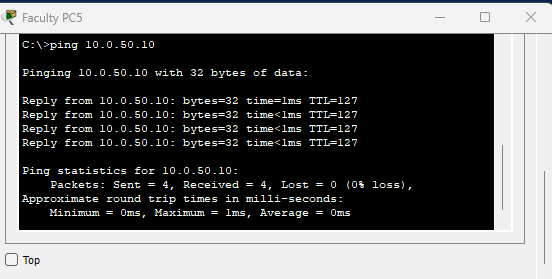 Faculty PC5
C:\>ping 10.0.50.10
Pinging 10.0.50.10 with 32 bytes of data:
Reply from 10.0.50.10: bytes=32 time=1ms TTL=127
Reply from 10.0.50.10: bytes=32 time<1ms TTL=127
Reply from 10.0.50.10: bytes=32 time<1ms TTL=127
Reply from 10.0.50.10: bytes=32 time<1ms TTL=127
Ping statistics for 10.0.50.10:
Packets: Sent = 4, Received = 4, Lost = 0 (0% loss),
Approximate round trip times in milli-seconds:
Minimum = 0ms, Maximum = 1ms, Average = 0ms
Top